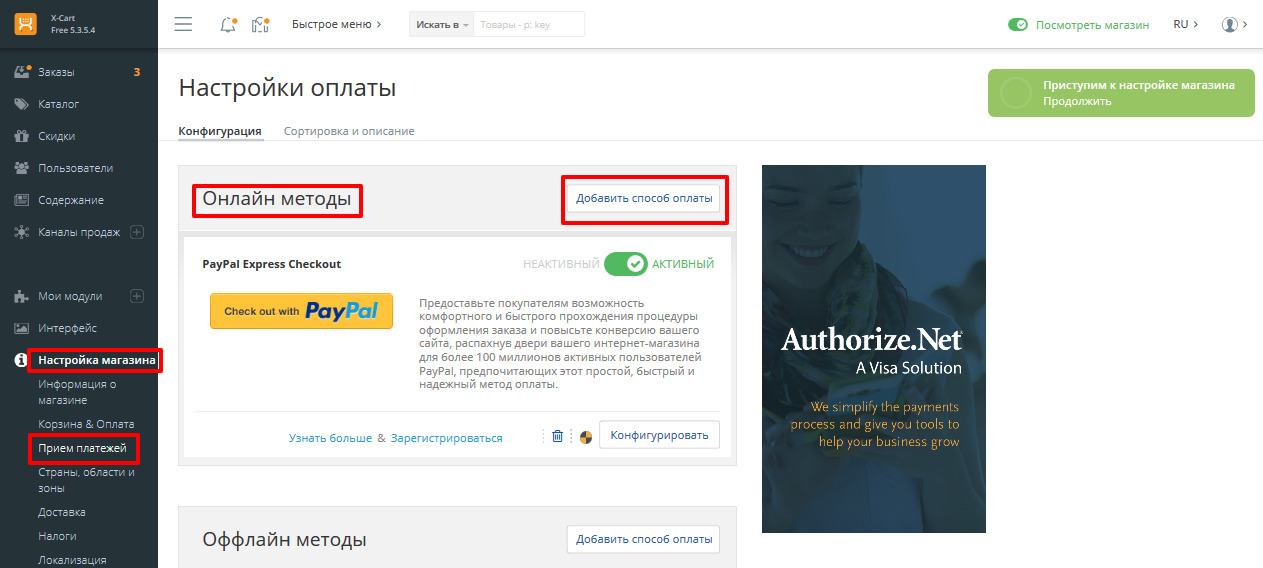 X-Cart
Free 5.3.5.4
Быстрое меню
Искать в
Товары - p: key
Посмотреть магазин
RU
Заказы
3
Каталог
Скидки
Пользователи
Содержание
Каналы продаж
Мои модули
Интерфейс
Настройка магазина
Информация о
магазине
Корзина & Оплата
Прием платежей
Страны, области и
зоны
Доставка
Налоги
Локализация
Настройки оплаты
Приступим к настройке магазина
Продолжить
Конфигурация
Сортировка и описание
Онлайн методы
Добавить способ оплаты
PayPal Express Checkout
НЕАКТИВНЫЙ
АКТИВНЫЙ
Check out with PayPal
Предоставьте покупателям возможность
комфортного и быстрого прохождения процедуры
оформления заказа и повысьте конверсию вашего
сайта, распахнув двери вашего интернет-магазина
для более 100 миллионов активных пользователей
PayPal, предпочитающих этот простой, быстрый и
надежный метод оплаты.
Узнать больше & Зарегистрироваться
Конфигурировать
Оффлайн методы
Добавить способ оплаты
Authorize.Net
A Visa Solution
We simplify the payments
process and give you tools to
help your business grow